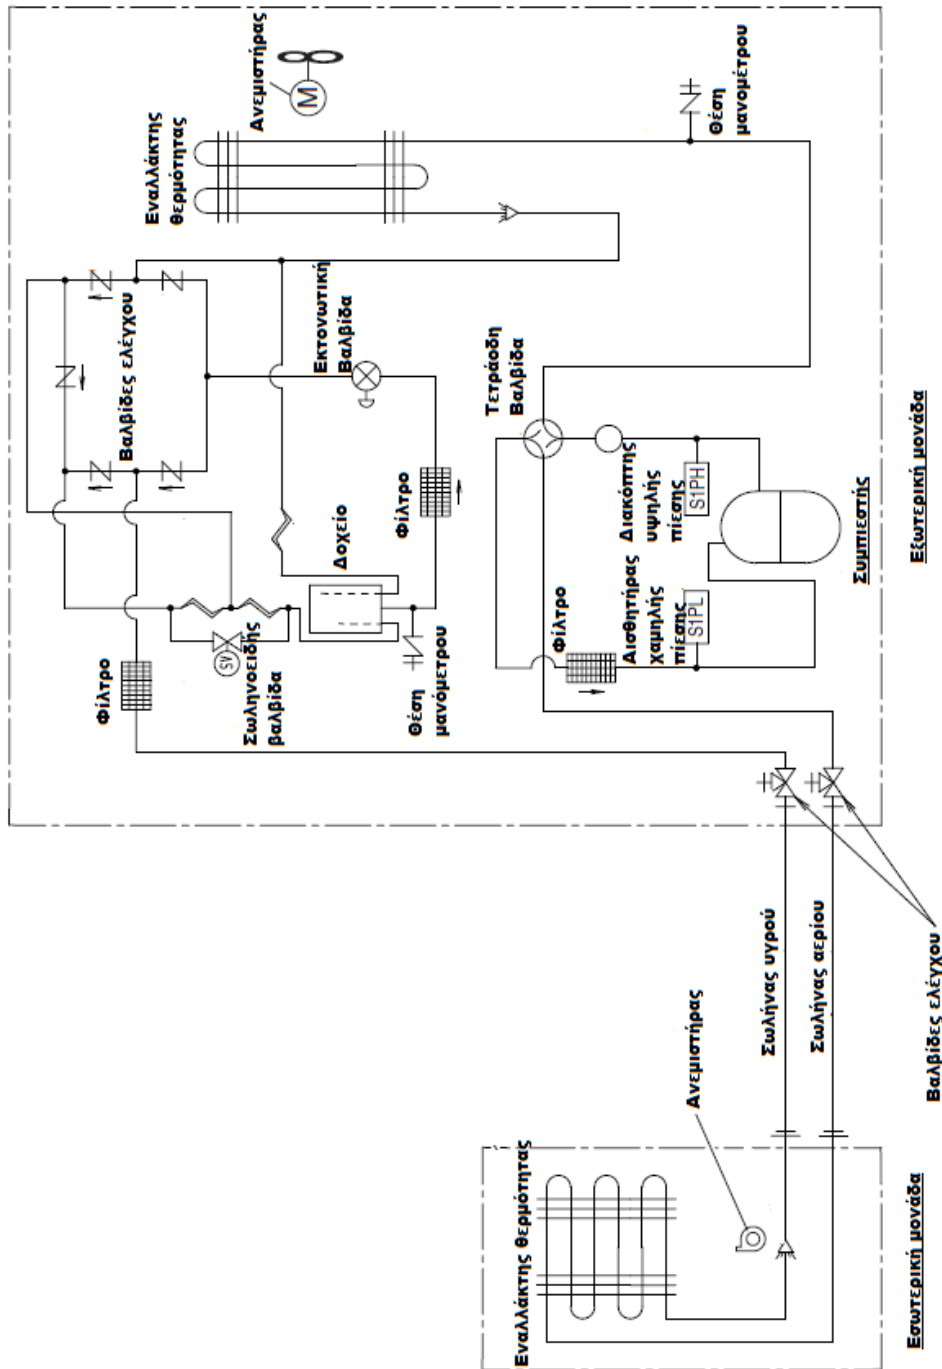 Ανεμιστήρας
M
Εναλλάκτης
θερμότητας
Θέση
μανομέτρου
Βαλβίδες ελέγχου
Εκτονωτική
Βαλβίδα
Τετράοδη
Βαλβίδα
Φίλτρο
Δοχείο
Διακόπτης
υψηλής
πίεσης
S1PH
Συμπιεστής
Εξωτερική μονάδα
Φίλτρο
SV
Σωληνοειδής
βαλβίδα
Θέση
μανόμετρου
Φίλτρο
Αισθητήρας
χαμηλής
πίεσης
S1PL
Σωλήνας υγρού
Σωλήνας αερίου
Βαλβίδες ελέγχου
Ανεμιστήρας
Εναλλάκτης θερμότητας
Εσωτερική μονάδα